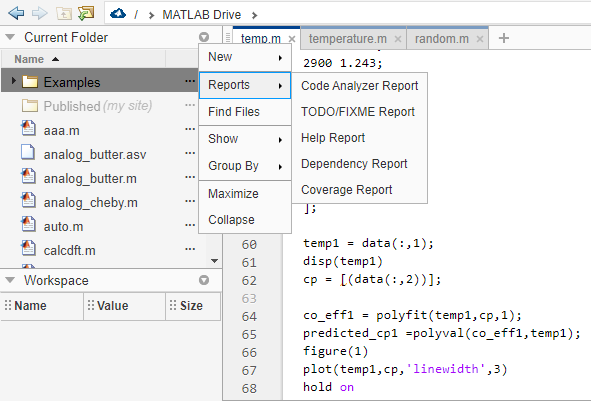 / MATLAB Drive
Current Folder
Name
Examples
Published (my site)
aaa.m
analog_butter.asv
analog_butter.m
analog_cheby.m
auto.m
calcdft.m
Workspace
Name Value Size
New
Reports
Find Files
Show
Group By
Maximize
Collapse
Code Analyzer Report
TODO/FIXME Report
Help Report
Dependency Report
Coverage Report
temp.m × temperature.m × random.m × +
2900 1.243;
];
60 temp1 = data(:,1);
61 disp(temp1)
62 cp = [(data(:,2))];
63
64 co_eff1 = polyfit(temp1,cp,1);
65 predicted_cp1 =polyval(co_eff1,temp1);
66 figure(1)
67 plot(temp1,cp,'linewidth',3)
68 hold on